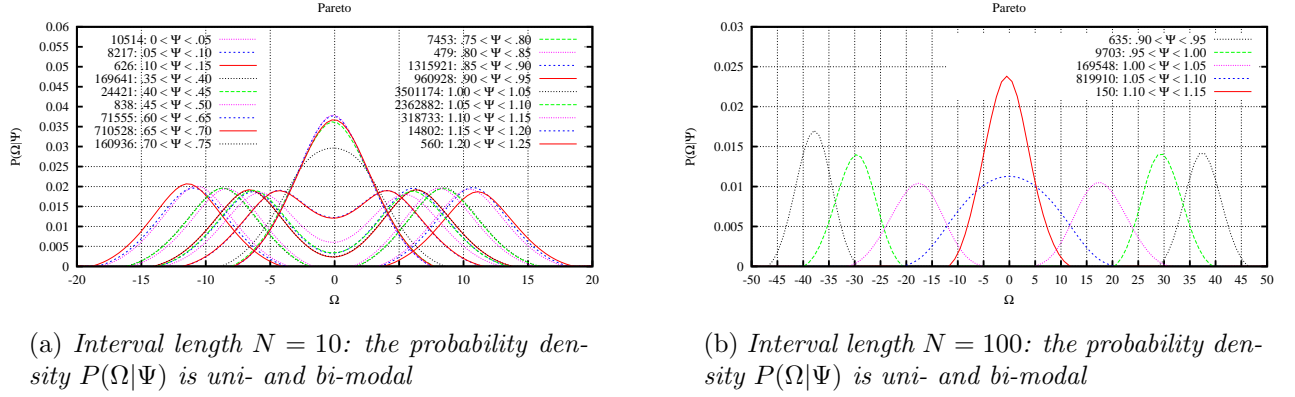 Pareto
0.06
0.055
0.05
0.045
0.04
0.035
0.03
0.025
0.02
0.015
0.01
0.005
0
P(Ω|Ψ)
10514: 0 < Ψ < .05
8217: .05 < Ψ < .10
626: .10 < Ψ < .15
169641: .35 < Ψ < .40
24421: .40 < Ψ < .45
838: .45 < Ψ < .50
71555: .60 < Ψ < .65
710528: .65 < Ψ < .70
160936: .70 < Ψ < .75
7453: .75 < Ψ < .80
479: .80 < Ψ < .85
1315921: .85 < Ψ < .90
960928: .90 < Ψ < .95
3501174: 1.00 < Ψ < 1.05
2362882: 1.05 < Ψ < 1.10
318733: 1.10 < Ψ < 1.15
14802: 1.15 < Ψ < 1.20
560: 1.20 < Ψ < 1.25
-20 -15 -10 -5 0 5 10 15 20
Ω
(a) Interval length N = 10: the probability den-
sity P(Ω|Ψ) is uni- and bi-modal
Pareto
0.03
0.025
0.02
0.015
0.01
0.005
0
P(Ω|Ψ)
635: .90 < Ψ < .95
9703: .95 < Ψ < 1.00
169548: 1.00 < Ψ < 1.05
819910: 1.05 < Ψ < 1.10
150: 1.10 < Ψ < 1.15
-50 -45 -40 -35 -30 -25 -20 -15 -10 -5 0 5 10 15 20 25 30 35 40 45 50
Ω
(b) Interval length N = 100: the probability den-
sity P(Ω|Ψ) is uni- and bi-modal